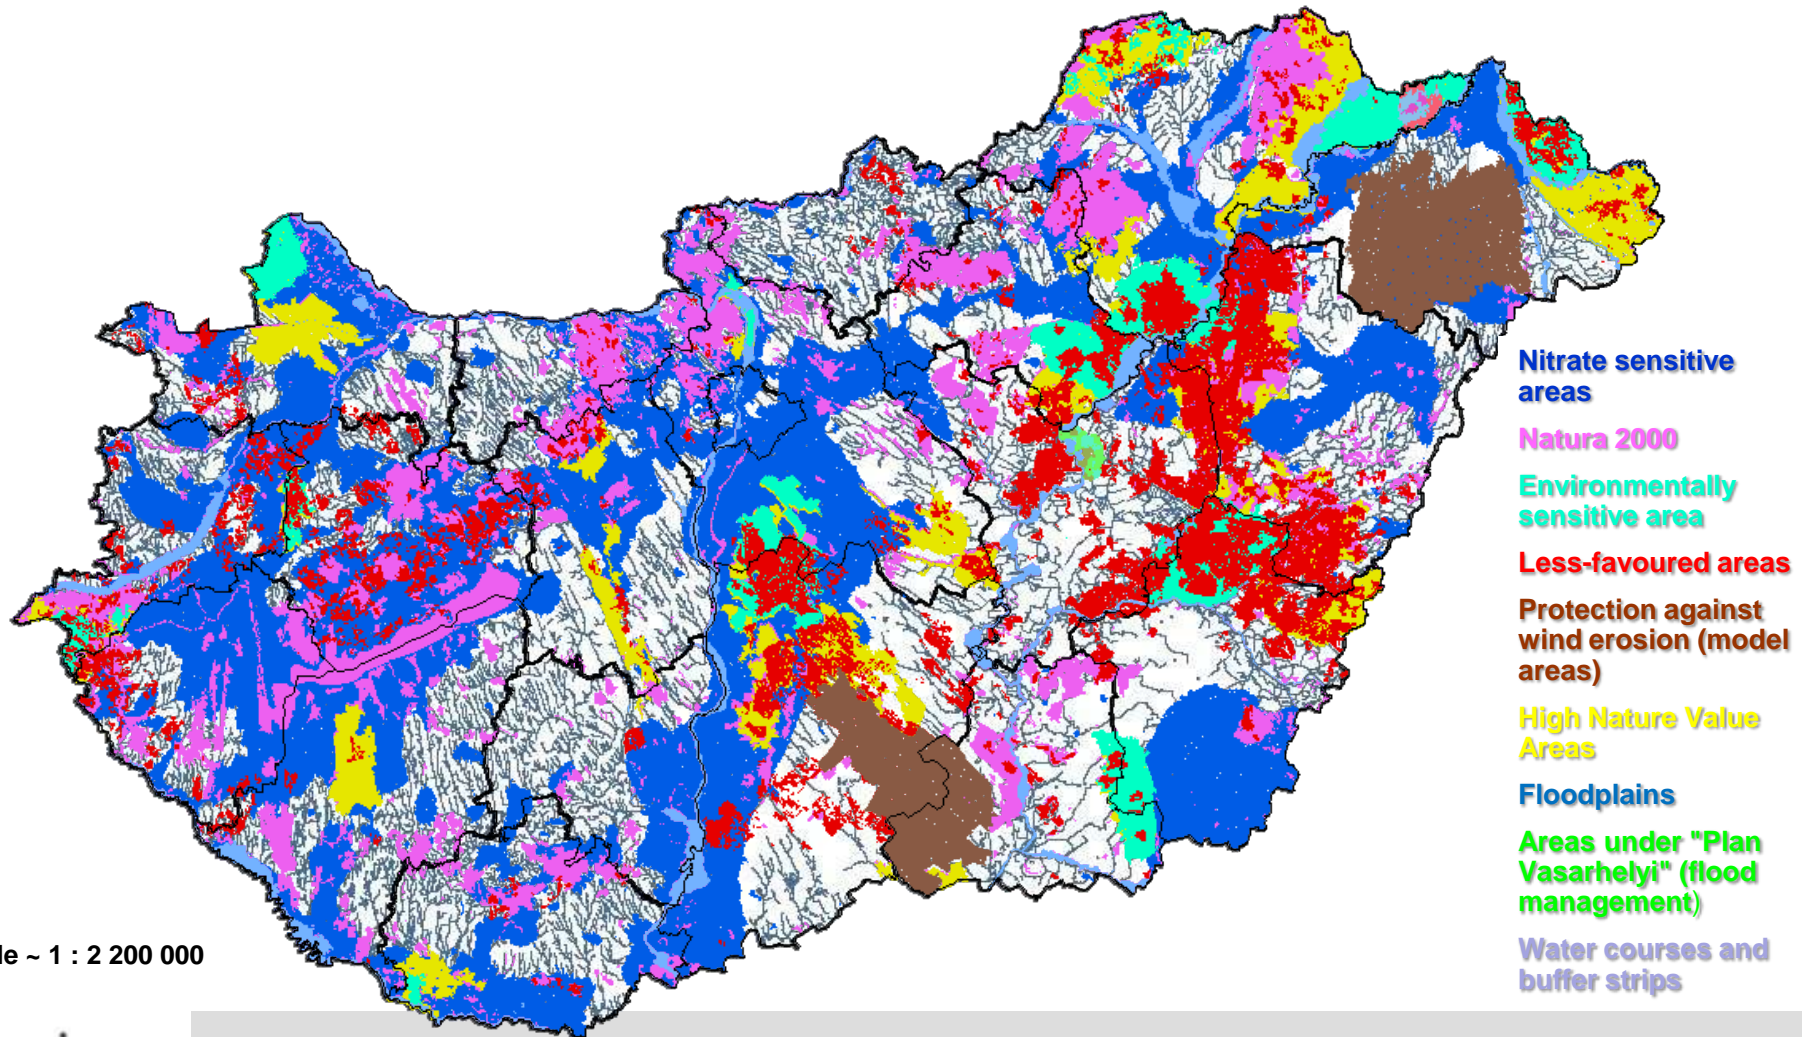 Nitrate sensitive
areas
Natura 2000
Environmentally
sensitive area
Less-favoured areas
Protection against
wind erosion (model
areas)
High Nature Value
Areas
Floodplains
Areas under "Plan
Vasarhelyi" (flood
management)
Water courses and
buffer strips
le ~ 1 : 2 200 000